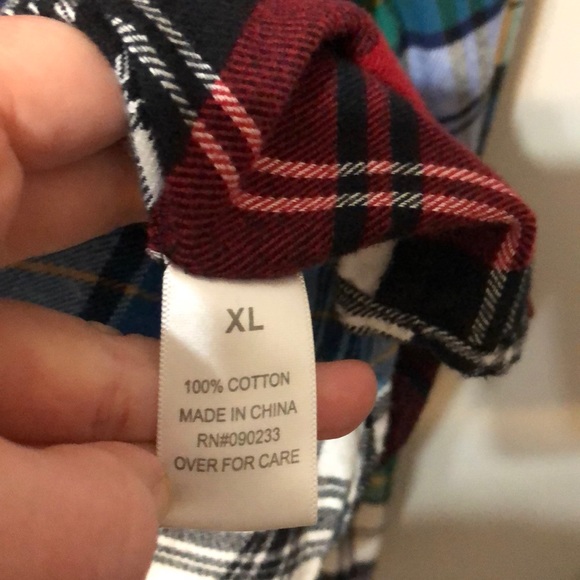 XL
100% COTTON
MADE IN CHINA
RN#090233
OVER FOR CARE